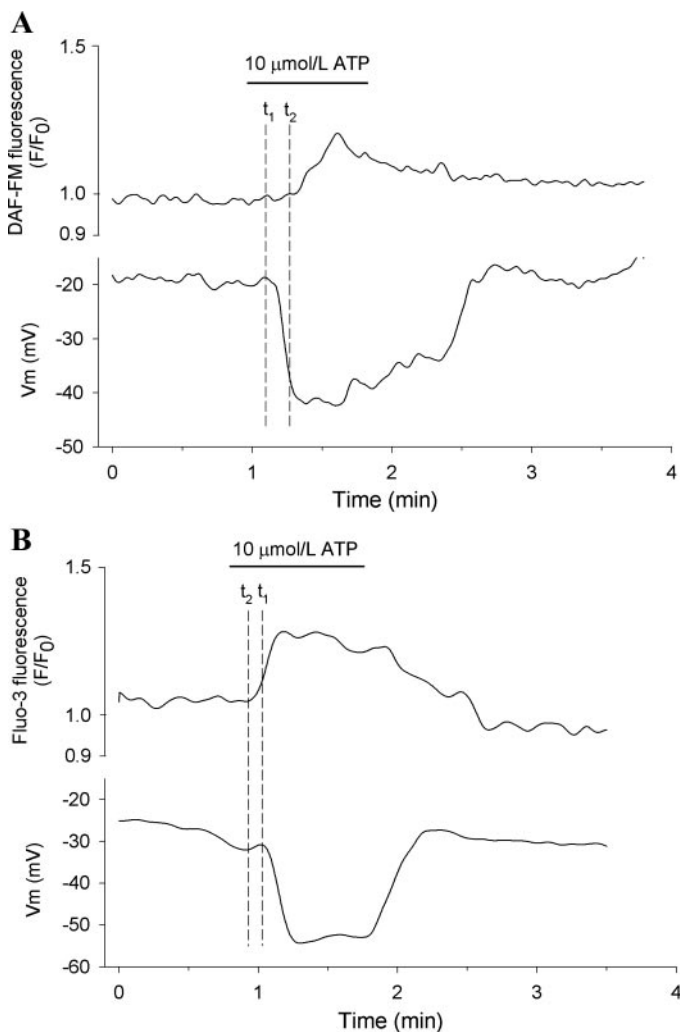 A
1.5
10 μmol/L ATP
t1 t2
DAF-FM fluorescence
(F/F0)
1.0
0.9
-20
-30
-40
-50
Vm (mV)
0 1 2 3 4
Time (min)
B
10 μmol/L ATP
1.5
t2 t1
Fluo-3 fluorescence
(F/F0)
1.0
0.9
-20
-30
-40
-50
-60
Vm (mV)
0 1 2 3 4
Time (min)